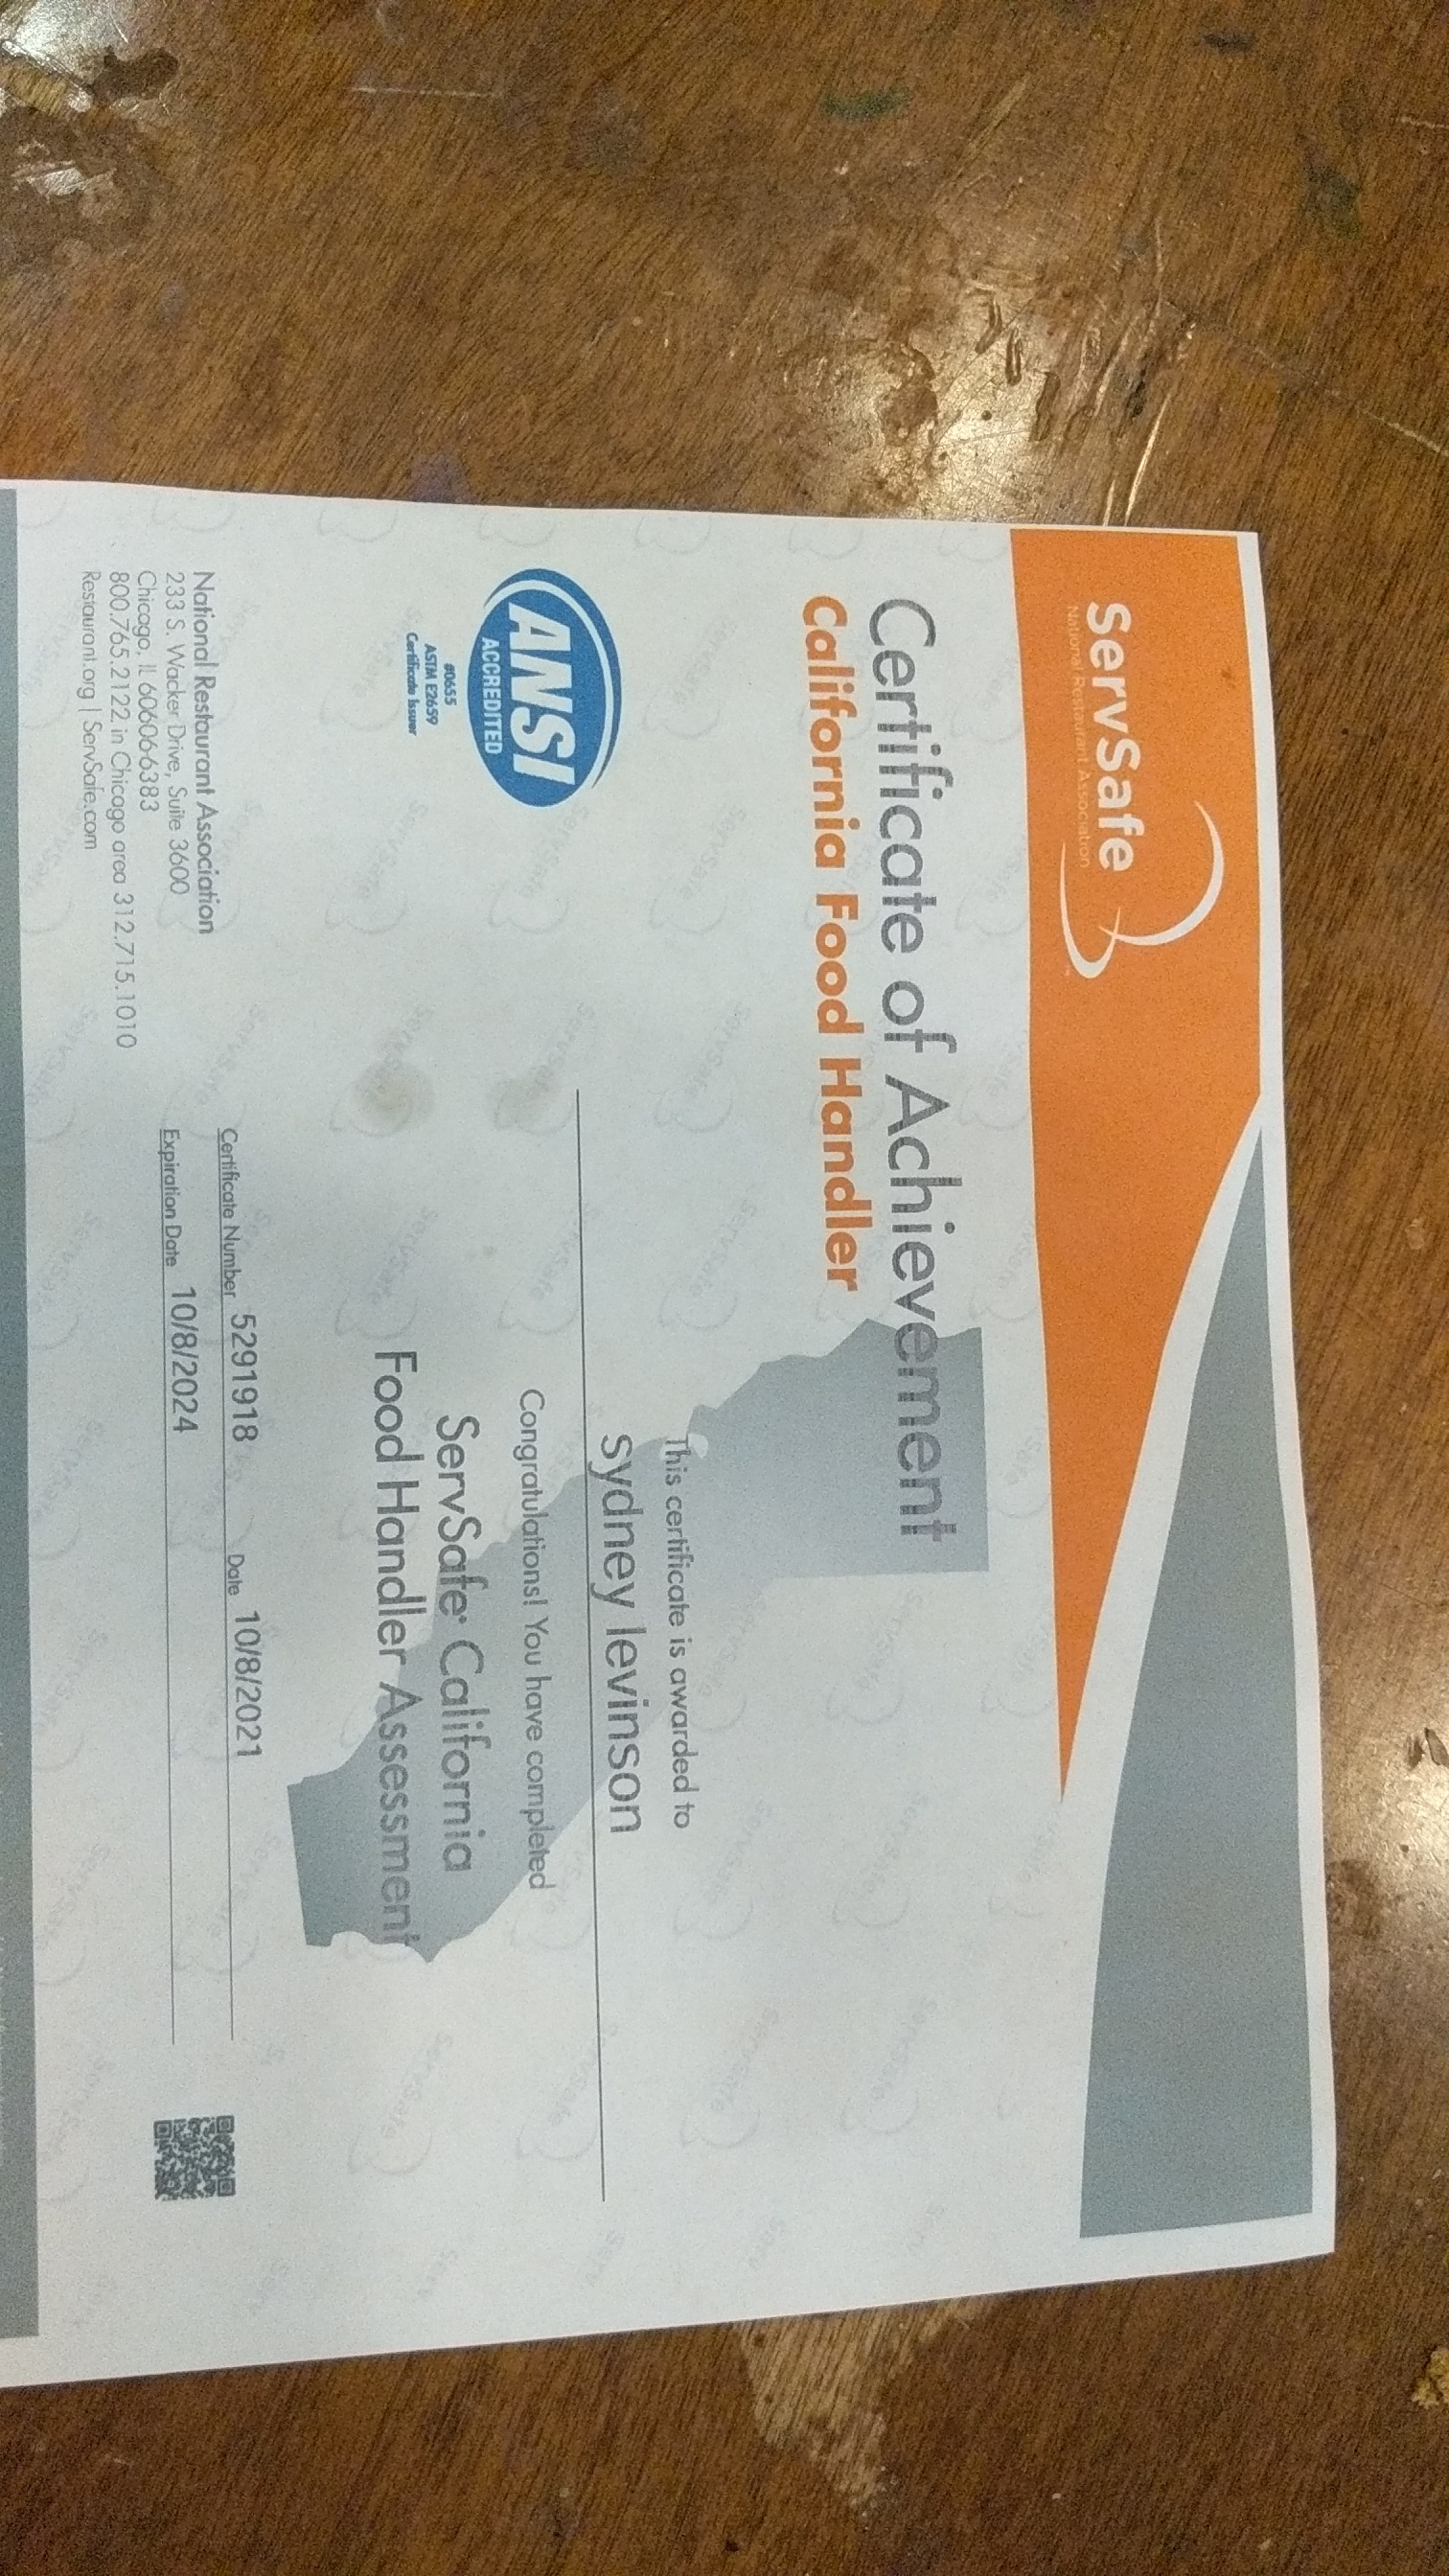 ServSafe
National Restaurant Association
Certificate of Achievement
California Food Handler
This certificate is awarded to
sydney levinson
Congratulations! You have completed
ServSafe® California
Food Handler Assessment
ANSI
ACCREDITED
#0655
ASTM E2659
Certificate Issuer
Certificate Number 5291918 Date 10/8/2021
Expiration Date 10/8/2024
National Restaurant Association
233 S. Wacker Drive, Suite 3600
Chicago, IL 60606-6383
800.765.2122 in Chicago area 312.715.1010
Restaurant.org | ServSafe.com